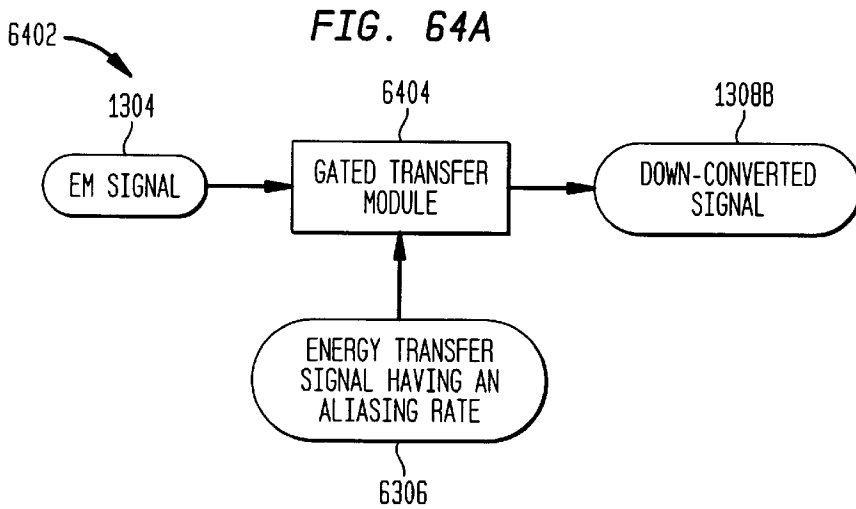 FIG. 64A
6402
1304
6404
1308B
EM SIGNAL
GATED TRANSFER
MODULE
DOWN-CONVERTED
SIGNAL
ENERGY TRANSFER
SIGNAL HAVING AN
ALIASING RATE
6306